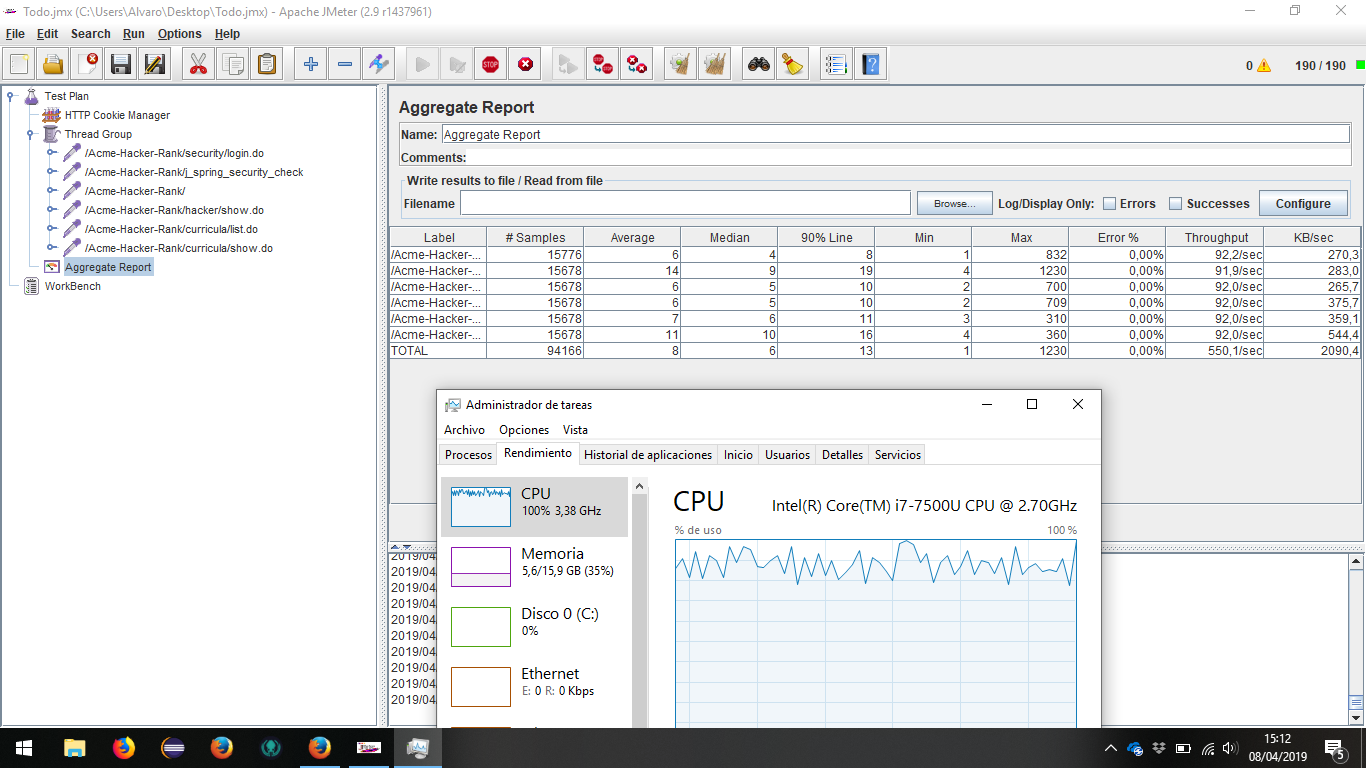 Todo.jmx (C:\Users\Alvaro\Desktop\Todo.jmx) - Apache JMeter (2.9 r1437961)
File Edit Search Run Options Help
0 190 / 190
Test Plan
HTTP Cookie Manager
Thread Group
/Acme-Hacker-Rank/security/login.do
/Acme-Hacker-Rank/j_spring_security_check
/Acme-Hacker-Rank/
/Acme-Hacker-Rank/hacker/show.do
/Acme-Hacker-Rank/curricula/list.do
/Acme-Hacker-Rank/curricula/show.do
Aggregate Report
WorkBench
Aggregate Report
Name: Aggregate Report
Comments:
Write results to file / Read from file
Filename Browse... Log/Display Only: Errors Successes Configure
Label # Samples Average Median 90% Line Min Max Error % Throughput KB/sec
/Acme-Hacker-... 15776 6 4 8 1 832 0,00% 92,2/sec 270,3
/Acme-Hacker-... 15678 14 9 19 4 1230 0,00% 91,9/sec 283,0
/Acme-Hacker-... 15678 6 5 10 2 700 0,00% 92,0/sec 265,7
/Acme-Hacker-... 15678 6 5 10 2 709 0,00% 92,0/sec 375,7
/Acme-Hacker-... 15678 7 6 11 3 310 0,00% 92,0/sec 359,1
/Acme-Hacker-... 15678 11 10 16 4 360 0,00% 92,0/sec 544,4
TOTAL 94166 8 6 13 1 1230 0,00% 550,1/sec 2090,4
Administrador de tareas
Archivo Opciones Vista
Procesos Rendimiento Historial de aplicaciones Inicio Usuarios Detalles Servicios
CPU
100% 3,38 GHz
Memoria
5,6/15,9 GB (35%)
Disco 0 (C:)
0%
Ethernet
E: 0 R: 0 Kbps
CPU Intel(R) Core(TM) i7-7500U CPU @ 2.70GHz
% de uso 100 %
2019/04
2019/04
2019/04
2019/04
2019/04
2019/04
2019/04
2019/04
2019/04
2019/04
15:12
08/04/2019
5